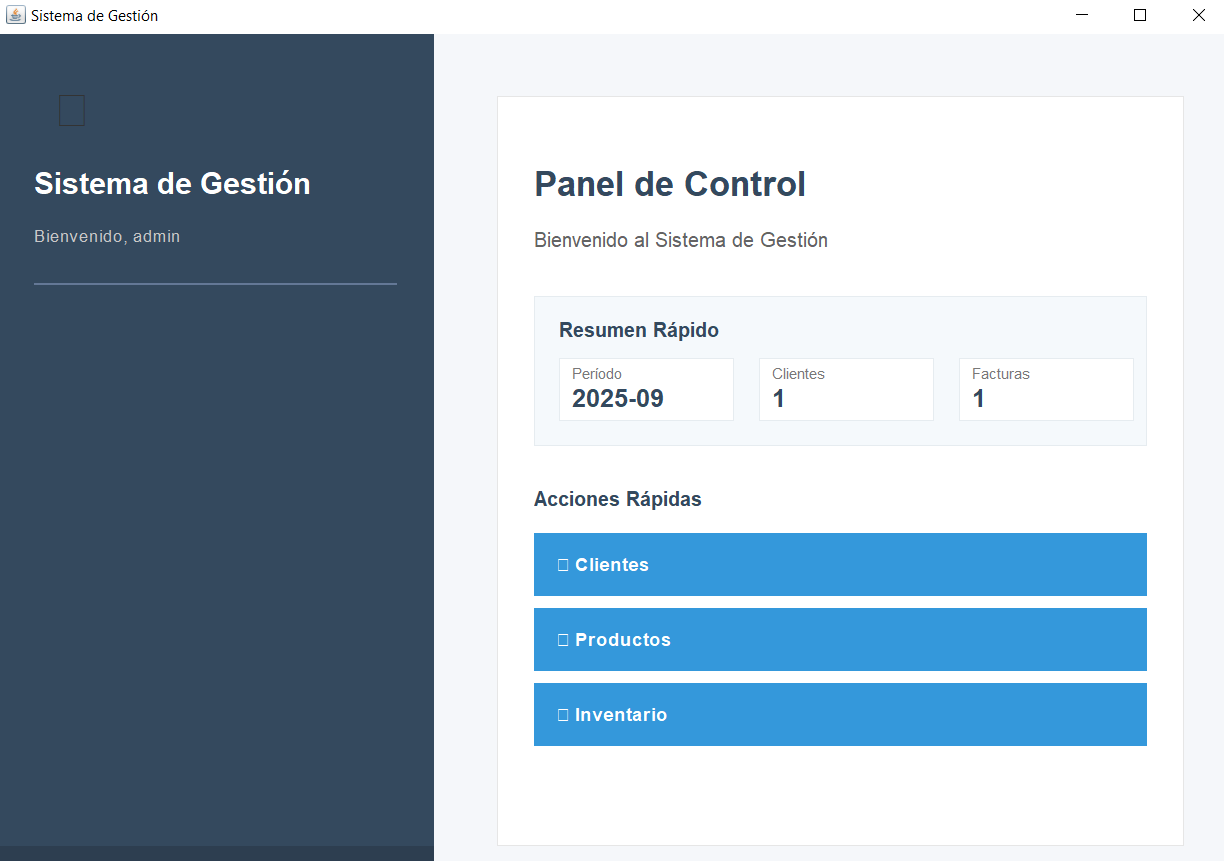 Sistema de Gestión
Sistema de Gestión
Bienvenido, admin
Panel de Control
Bienvenido al Sistema de Gestión
Resumen Rápido
Período
2025-09
Clientes
1
Facturas
1
Acciones Rápidas
Clientes
Productos
Inventario